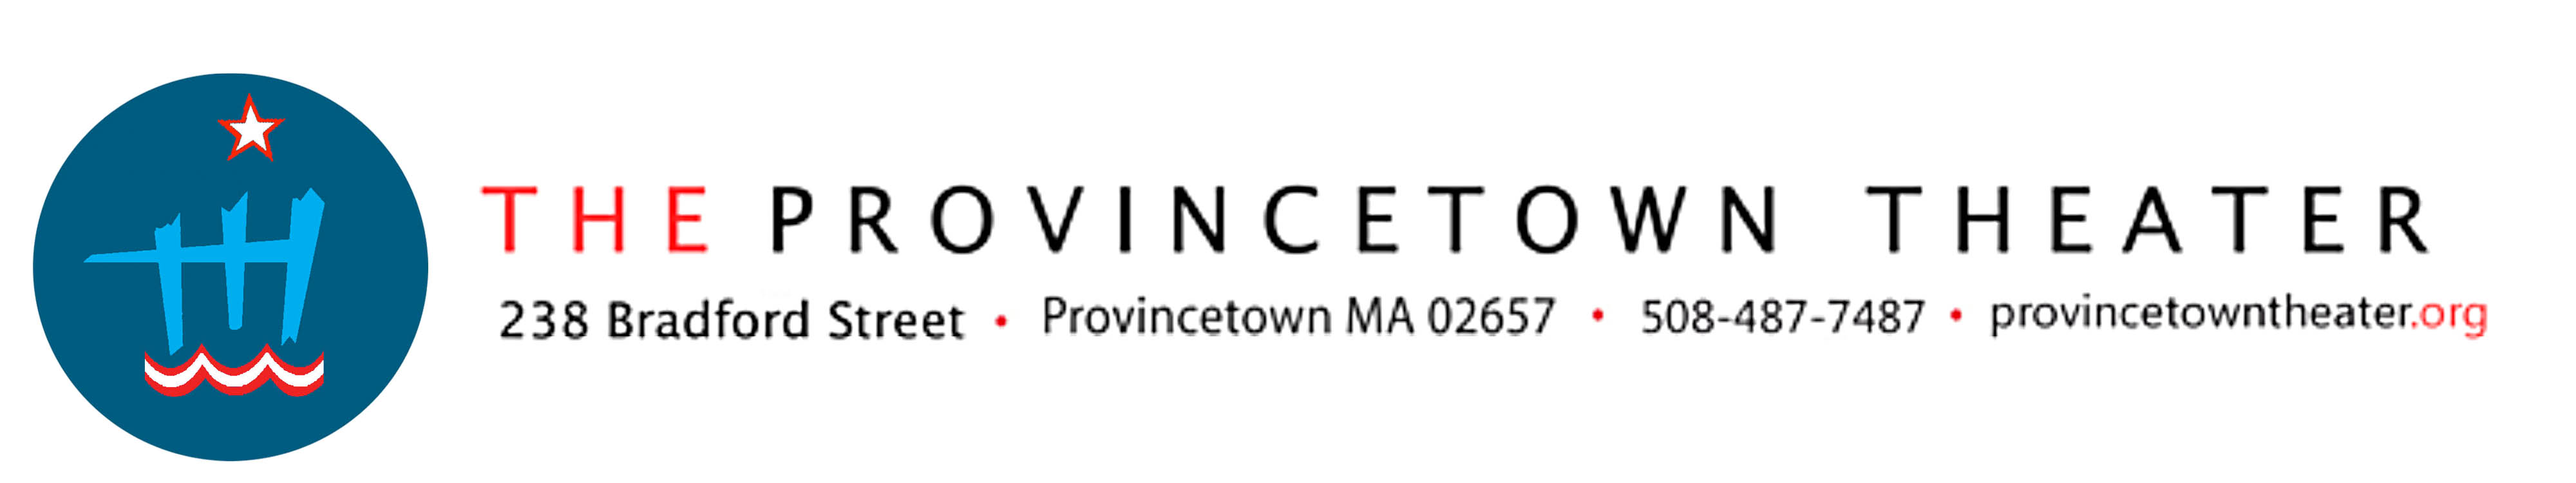 THE PROVINCETOWN THEATER
238 Bradford Street • Provincetown MA 02657 • 508-487-7487 • provincetowntheater.org